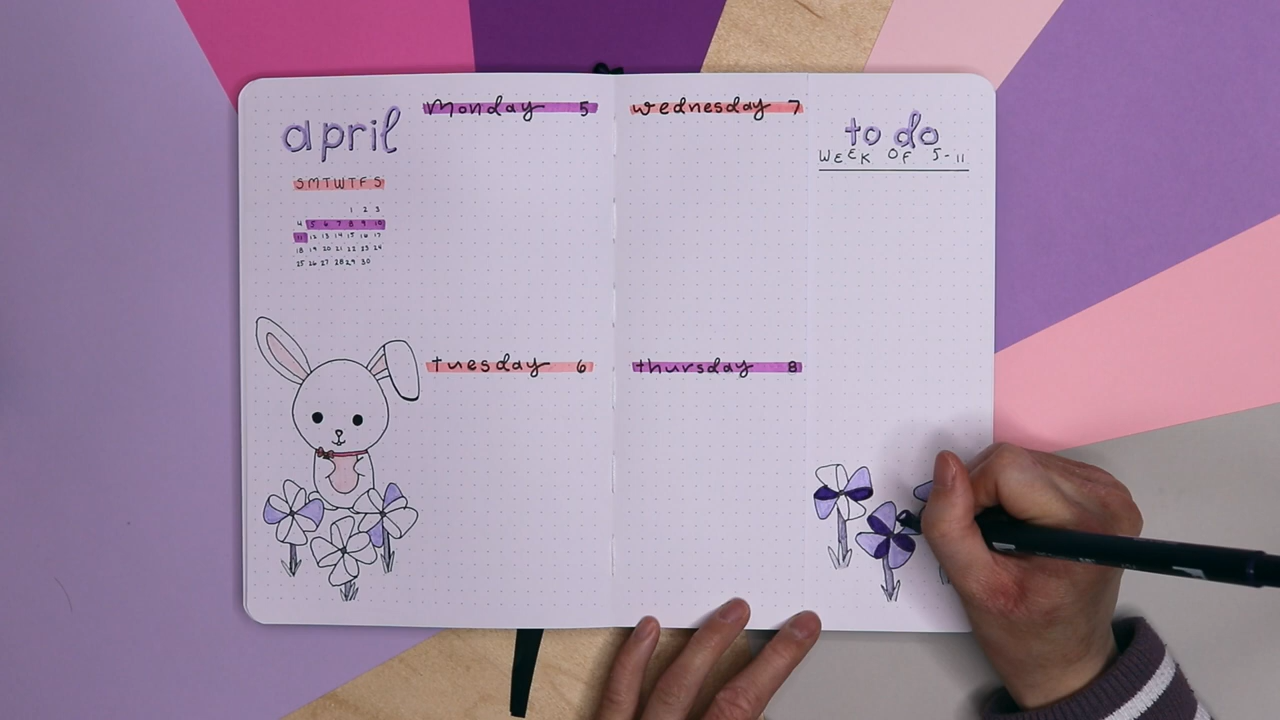 april
S M T W T F S
1 2 3
4 5 6 7 8 9 10
11 12 13 14 15 16 17
18 19 20 21 22 23 24
25 26 27 28 29 30
monday 5
tuesday 6
wednesday 7
thursday 8
to do
WEEK OF 5-11